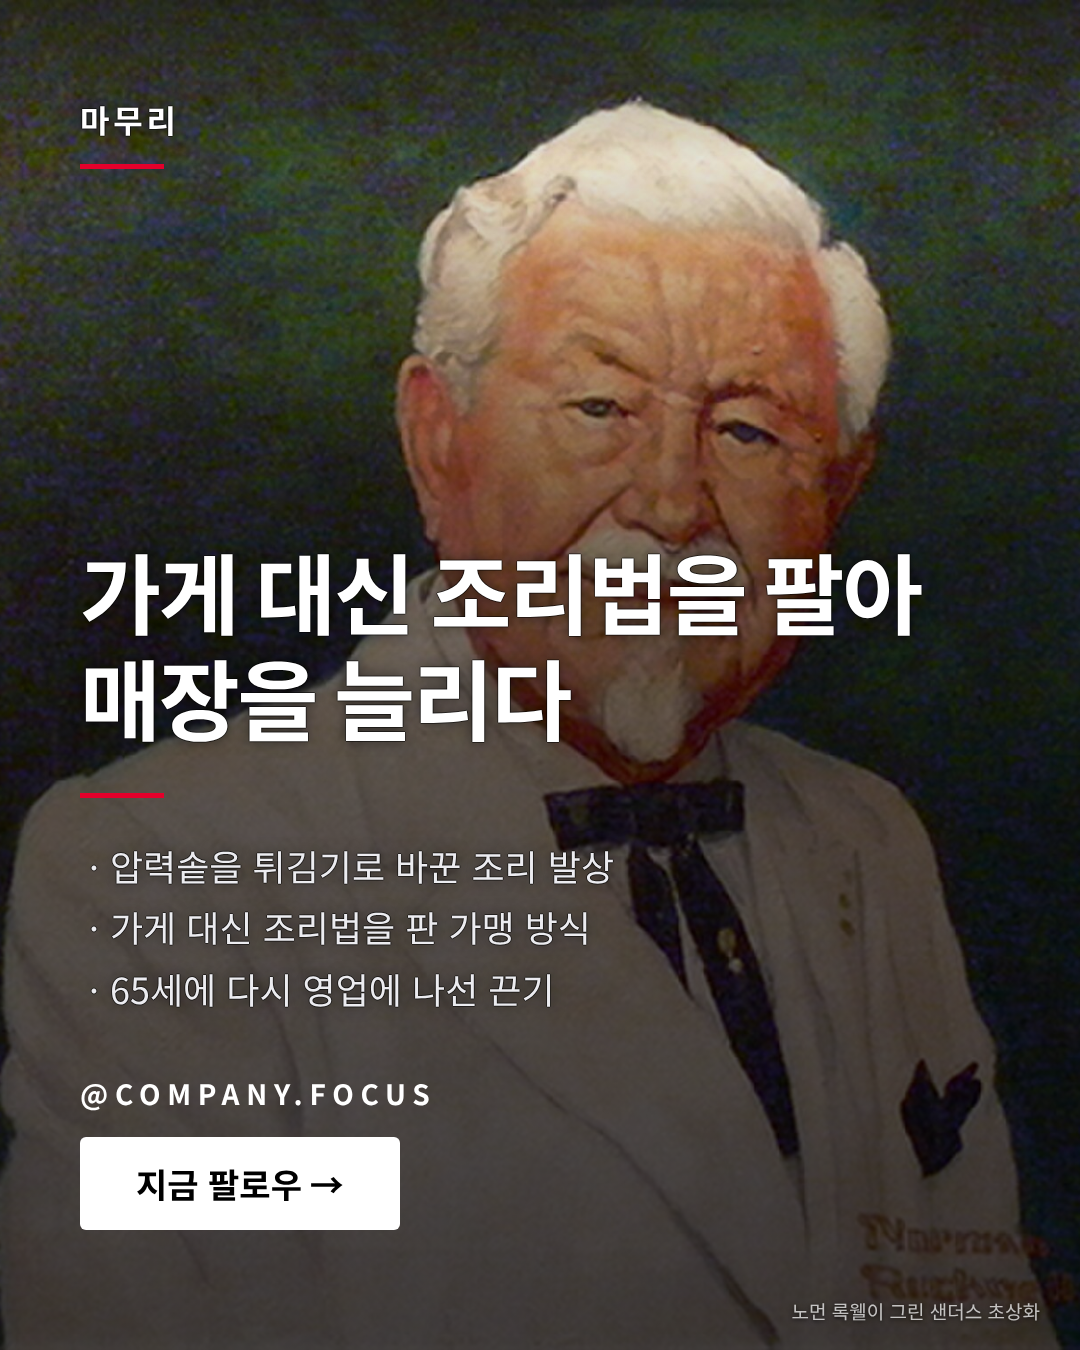 마무리
가게 대신 조리법을 팔아
매장을 늘리다
· 압력솥을 튀김기로 바꾼 조리 발상
· 가게 대신 조리법을 판 가맹 방식
· 65세에 다시 영업에 나선 끈기
@COMPANY.FOCUS
지금 팔로우 →
Norman
Rockwell
노먼 록웰이 그린 샌더스 초상화